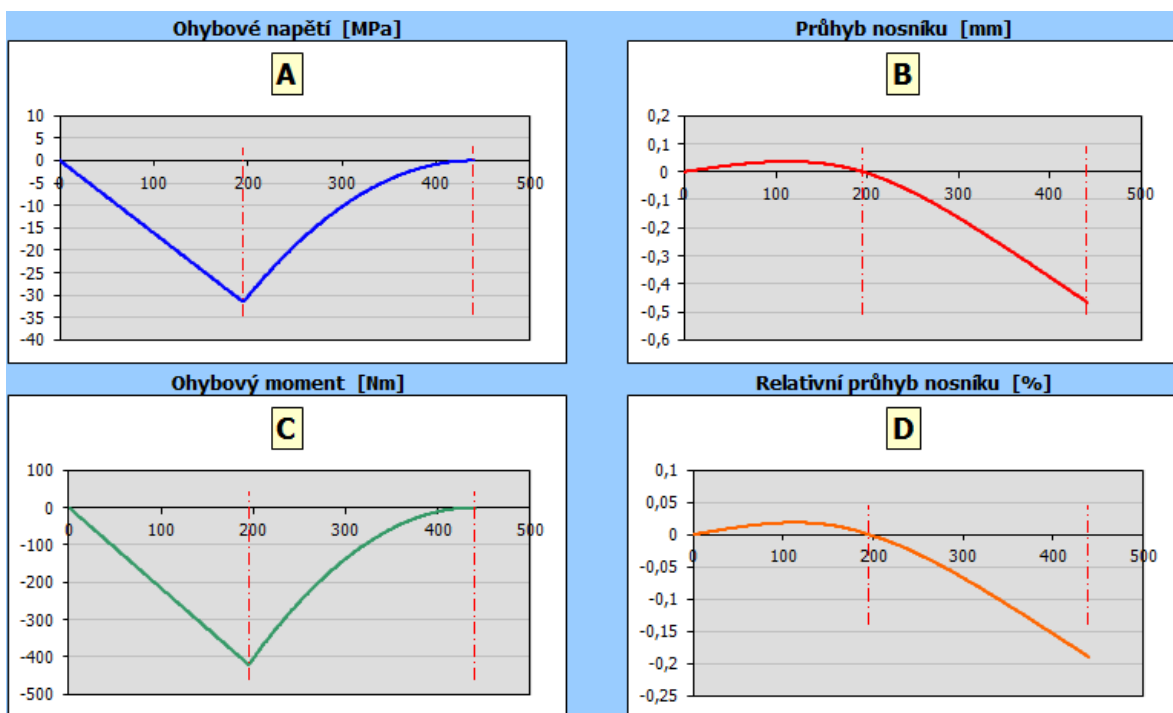 Ohybové napětí  [MPa]
A
10
5
0
-5
-10
-15
-20
-25
-30
-35
-40
0 100 200 300 400 500
Průhyb nosníku  [mm]
B
0,2
0,1
0
-0,1
-0,2
-0,3
-0,4
-0,5
-0,6
0 100 200 300 400 500
Ohybový moment  [Nm]
C
100
0
-100
-200
-300
-400
-500
0 100 200 300 400 500
Relativní průhyb nosníku  [%]
D
0,1
0,05
0
-0,05
-0,1
-0,15
-0,2
-0,25
0 100 200 300 400 500